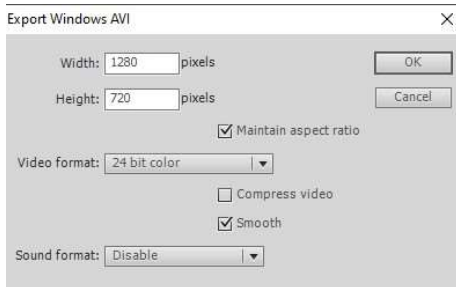 Export Windows AVI
Width: 1280 pixels OK
Height: 720 pixels Cancel
Maintain aspect ratio
Video format: 24 bit color
Compress video
Smooth
Sound format: Disable